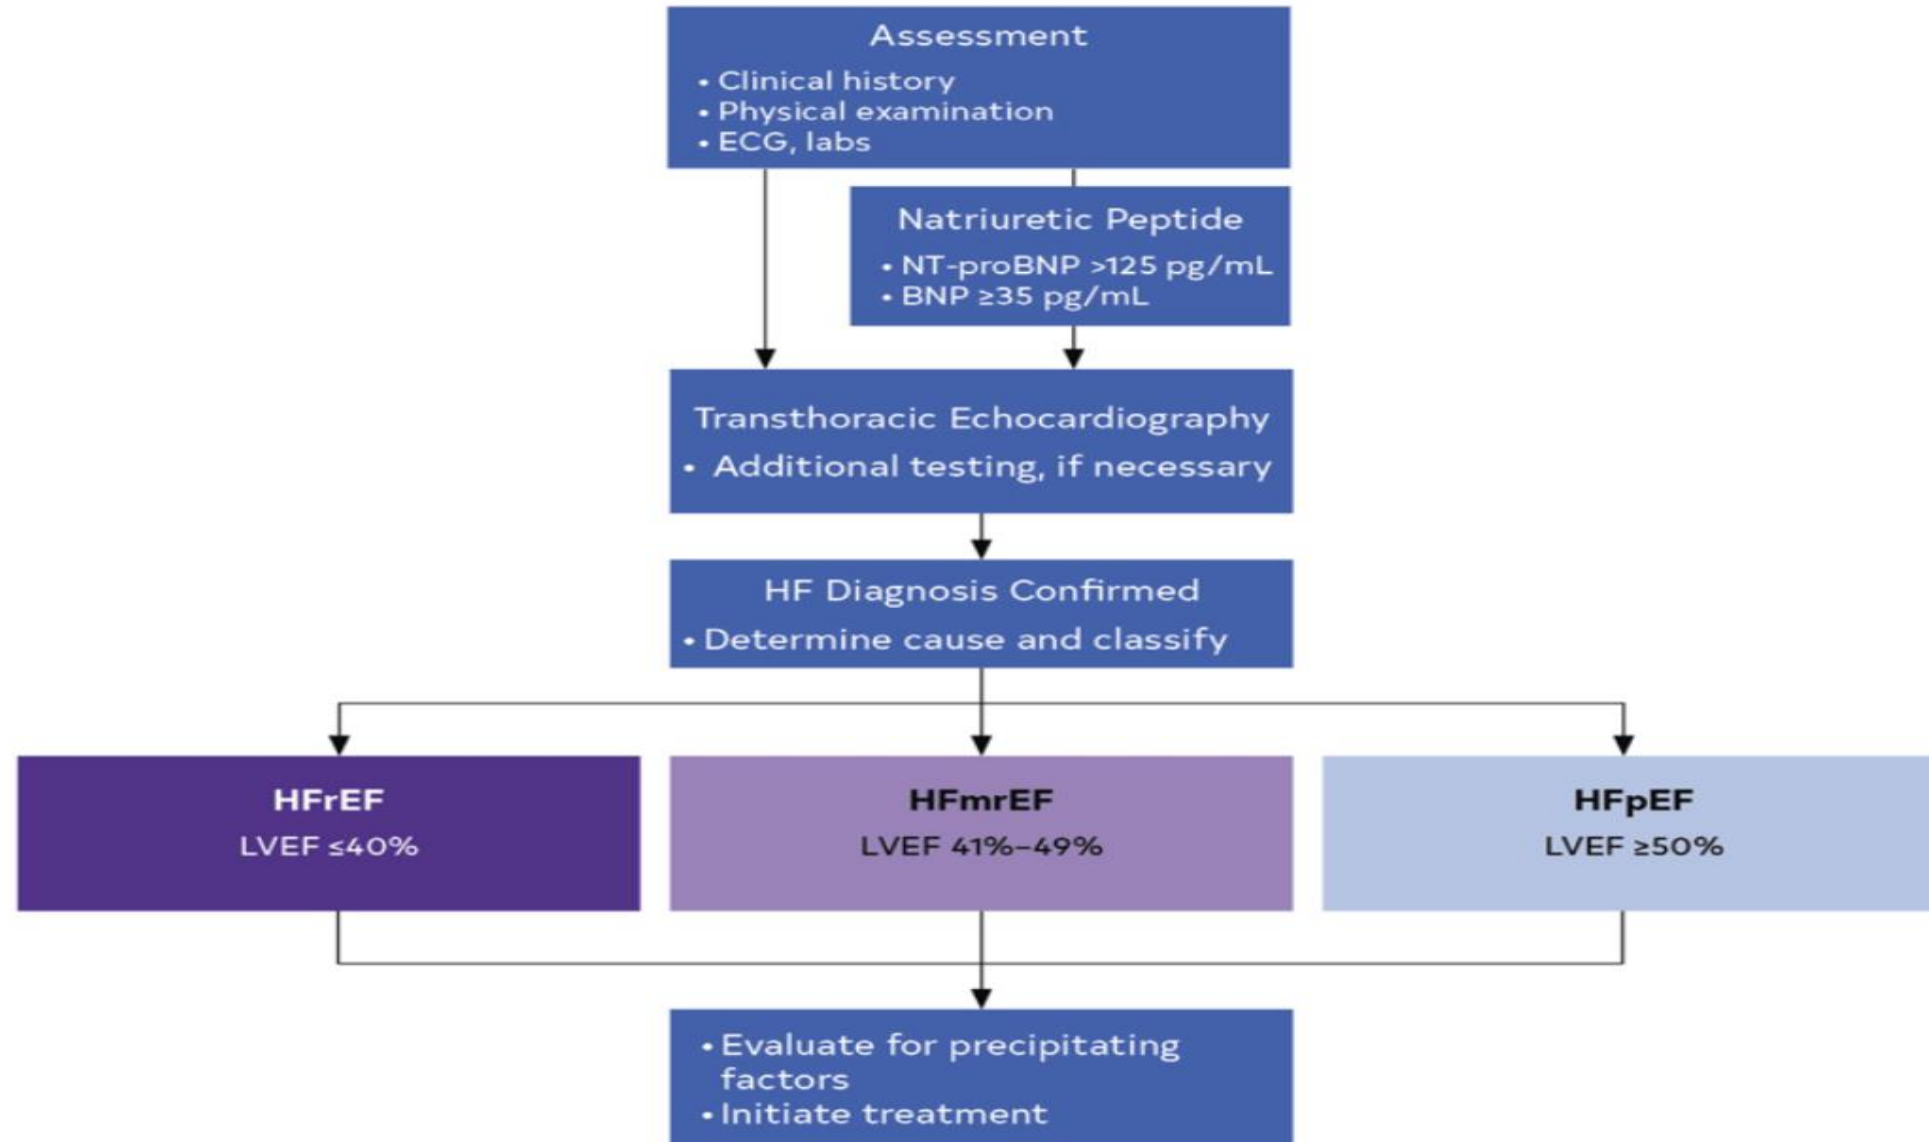 Assessment
• Clinical history
• Physical examination
• ECG, labs
Natriuretic Peptide
• NT-proBNP >125 pg/mL
• BNP ≥35 pg/mL
Transthoracic Echocardiography
• Additional testing, if necessary
HF Diagnosis Confirmed
• Determine cause and classify
HFrEF
LVEF ≤40%
HFmrEF
LVEF 41%–49%
HFpEF
LVEF ≥50%
• Evaluate for precipitating
factors
• Initiate treatment